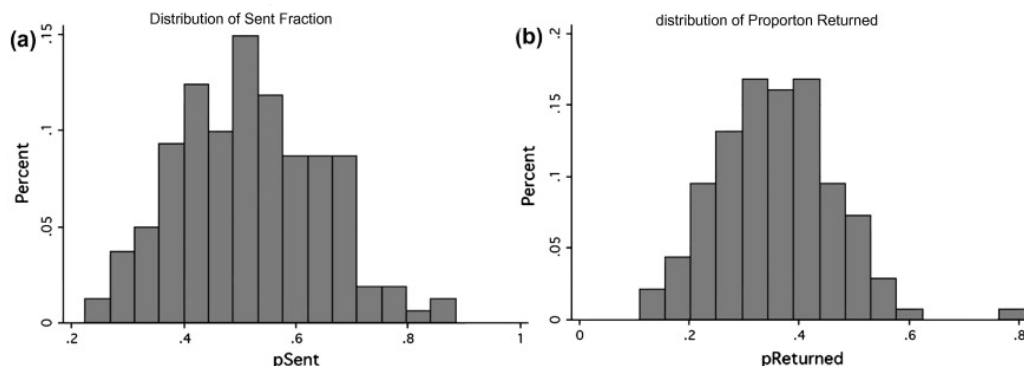 (a)
Distribution of Sent Fraction
.15
.1
.05
0
Percent
.2 .4 .6 .8 1
pSent
(b)
distribution of Proporton Returned
.2
.15
.1
.05
0
Percent
0 .2 .4 .6 .8
pReturned